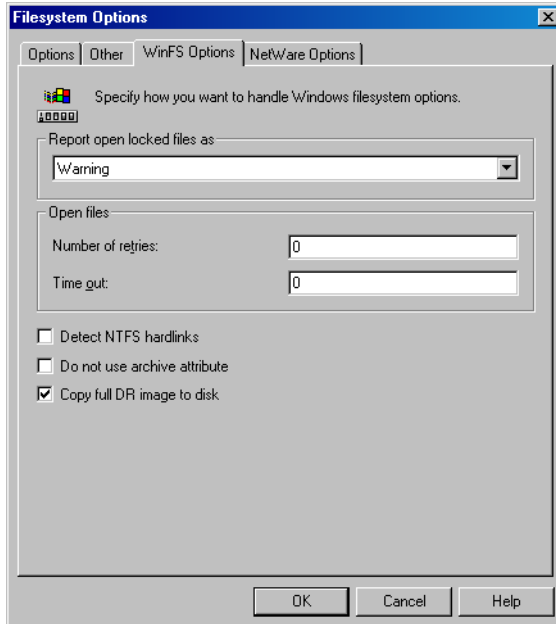 Filesystem Options
Options Other WinFS Options NetWare Options
Specify how you want to handle Windows filesystem options.
Report open locked files as
Warning
Open files
Number of retries: 0
Time out: 0
Detect NTFS hardlinks
Do not use archive attribute
Copy full DR image to disk
OK Cancel Help